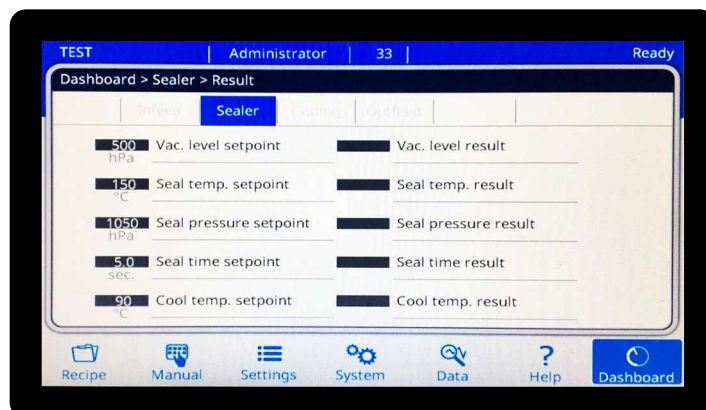 TEST Administrator 33 Ready
Dashboard > Sealer > Result
Infeed Sealer Coding Outfeed
500 Vac. level setpoint Vac. level result
hPa
150 Seal temp. setpoint Seal temp. result
°C
1050 Seal pressure setpoint Seal pressure result
hPa
5.0 Seal time setpoint Seal time result
sec.
90 Cool temp. setpoint Cool temp. result
°C
Recipe Manual Settings System Data Help Dashboard